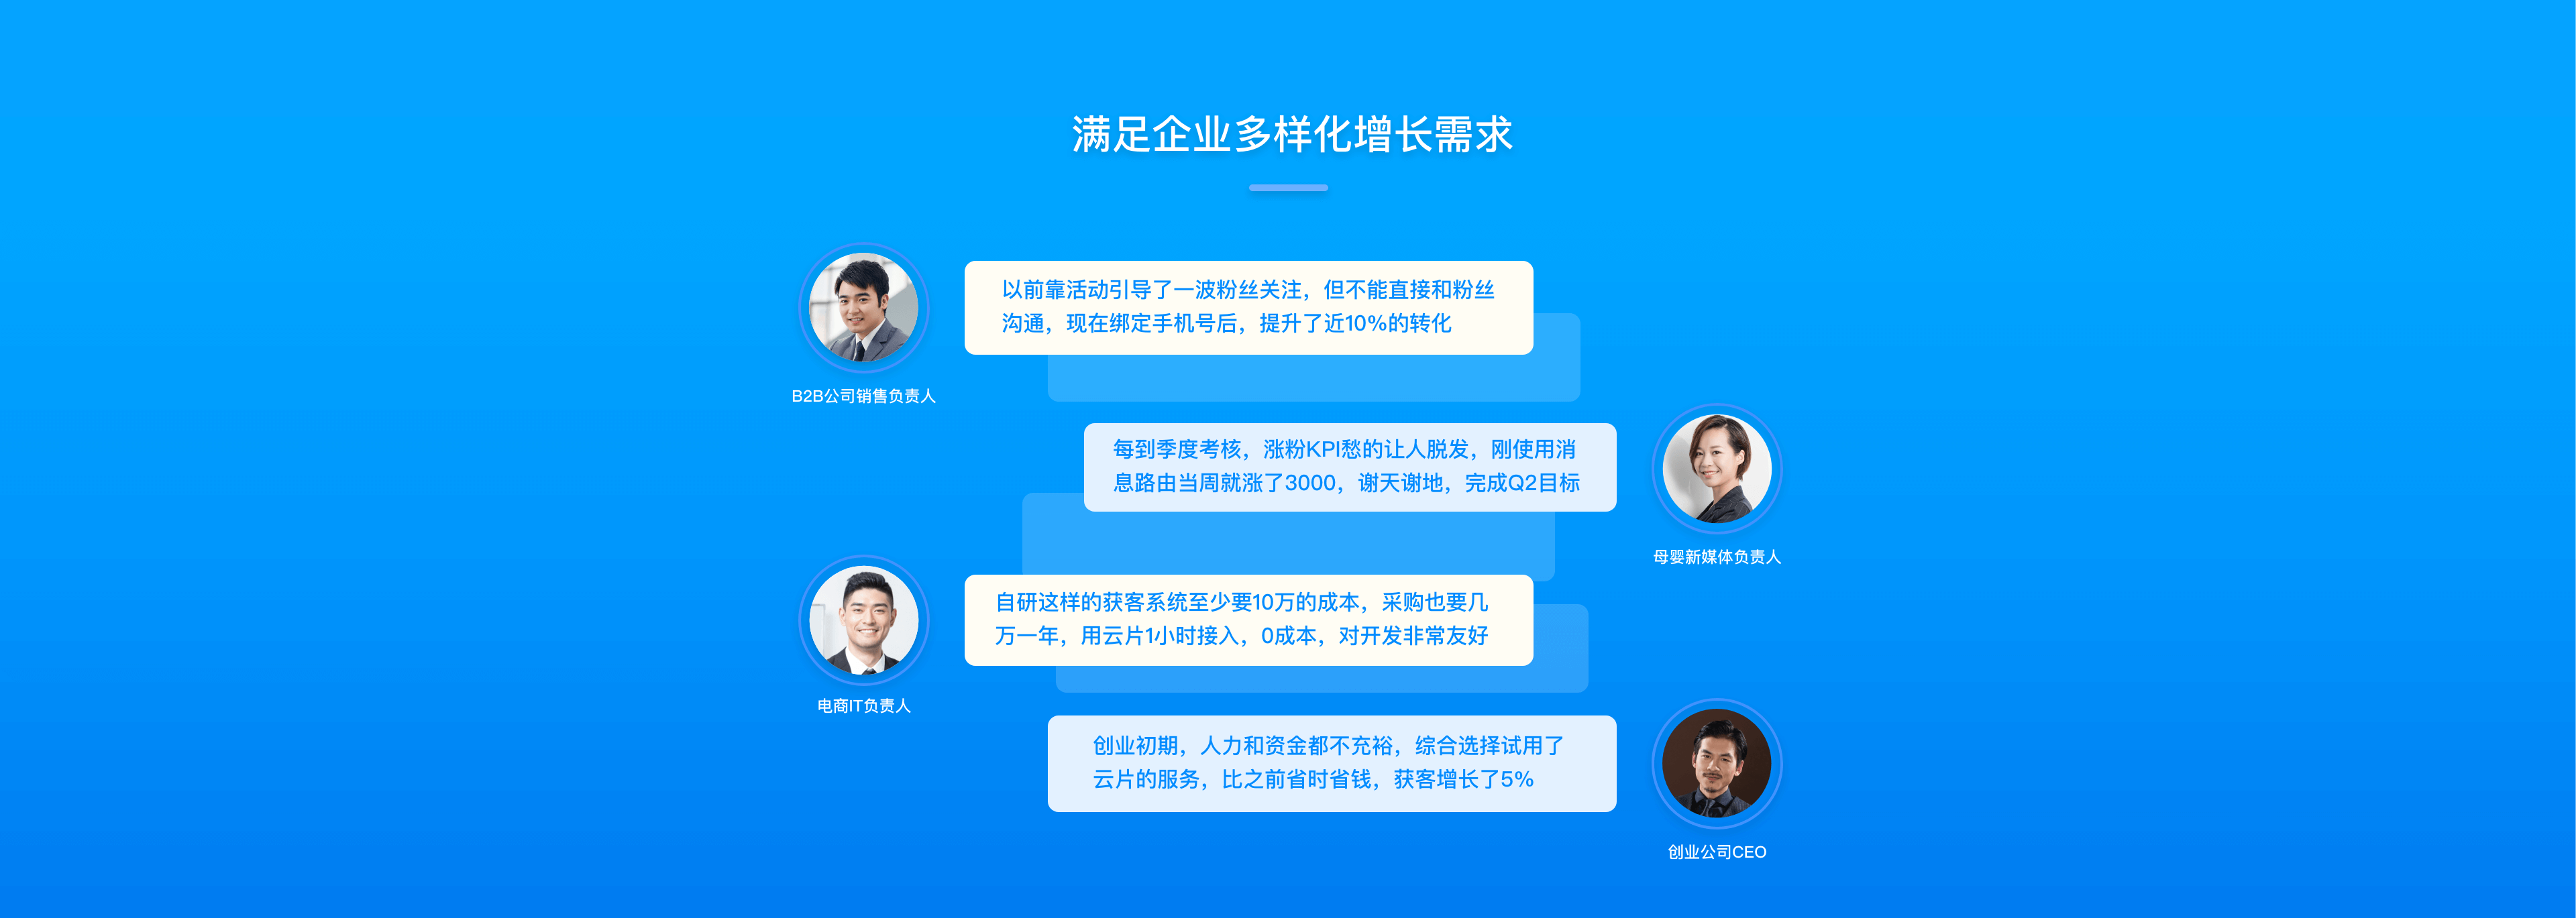 满足企业多样化增长需求
以前靠活动引导了一波粉丝关注，但不能直接和粉丝
沟通，现在绑定手机号后，提升了近10%的转化
B2B公司销售负责人
每到季度考核，涨粉KPI愁的让人脱发，刚使用消
息路由当周就涨了3000，谢天谢地，完成Q2目标
母婴新媒体负责人
自研这样的获客系统至少要10万的成本，采购也要几
万一年，用云片1小时接入，0成本，对开发非常友好
电商IT负责人
创业初期，人力和资金都不充裕，综合选择试用了
云片的服务，比之前省时省钱，获客增长了5%
创业公司CEO